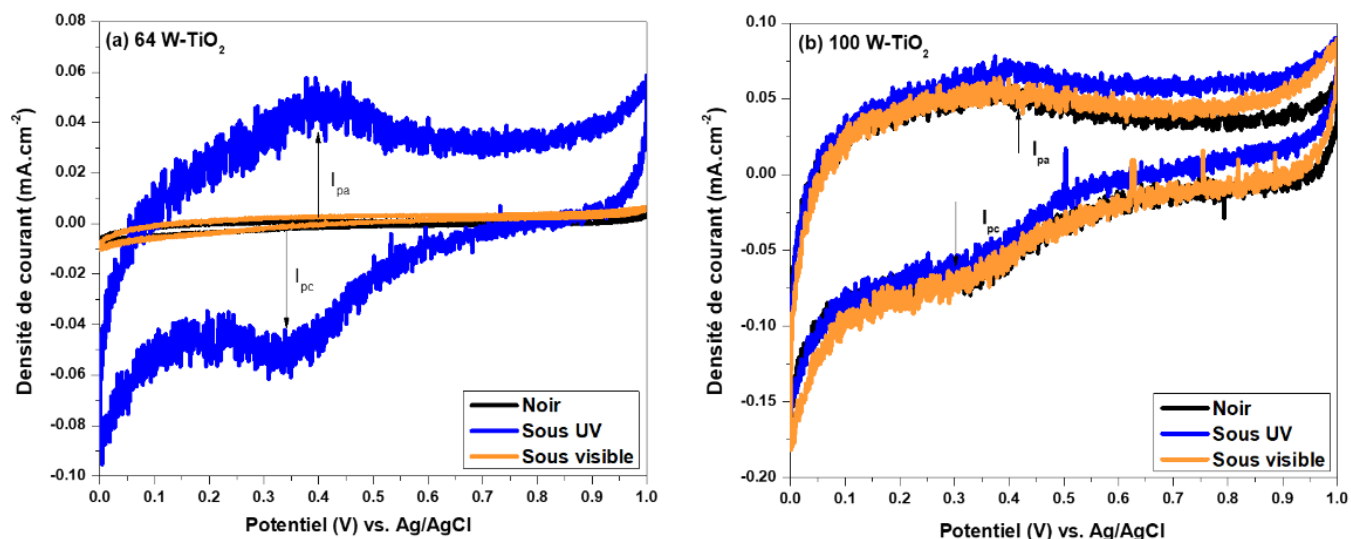 (a) 64 W-TiO₂
Densité de courant (mA.cm⁻²)
0.08
0.06
0.04
0.02
0.00
-0.02
-0.04
-0.06
-0.08
-0.10
I_pa
I_pc
Noir
Sous UV
Sous visible
0.0 0.1 0.2 0.3 0.4 0.5 0.6 0.7 0.8 0.9 1.0
Potentiel (V) vs. Ag/AgCl
(b) 100 W-TiO₂
Densité de courant (mA.cm⁻²)
0.10
0.05
0.00
-0.05
-0.10
-0.15
-0.20
I_pa
I_pc
Noir
Sous UV
Sous visible
0.0 0.1 0.2 0.3 0.4 0.5 0.6 0.7 0.8 0.9 1.0
Potentiel (V) vs. Ag/AgCl